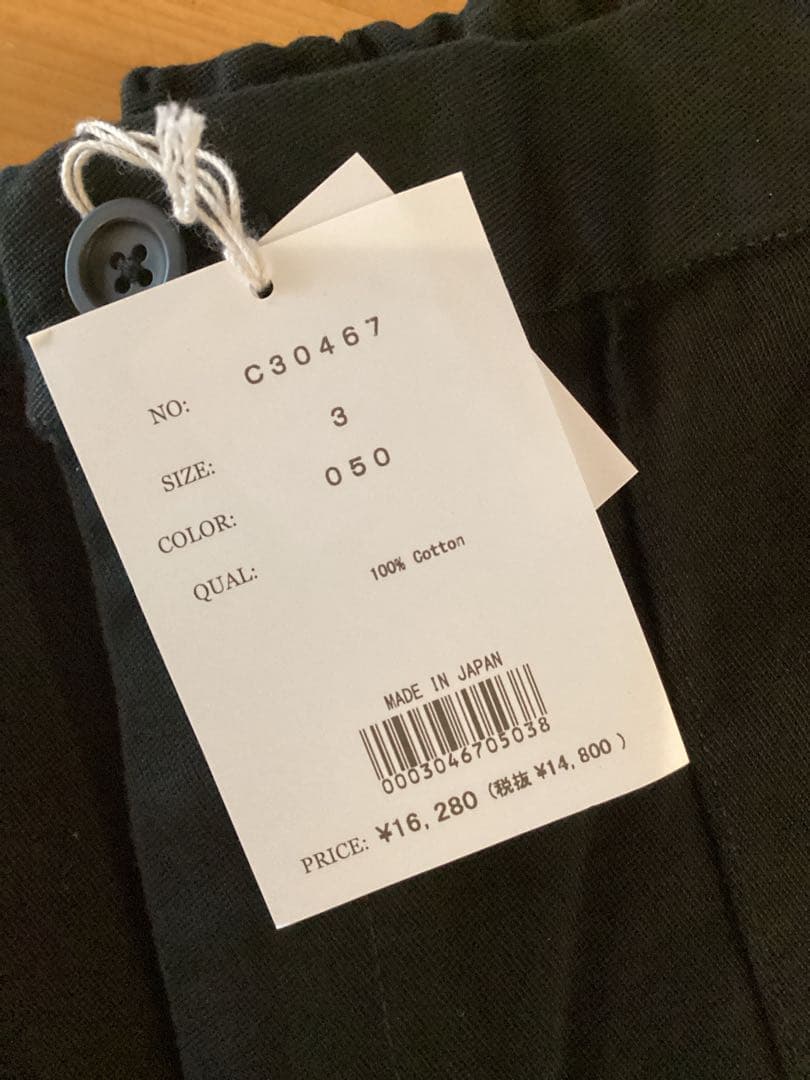 NO: C30467
SIZE: 3
COLOR: 050
QUAL: 100% Cotton
MADE IN JAPAN
0003046705038
PRICE: ¥16,280 (税抜 ¥14,800 )